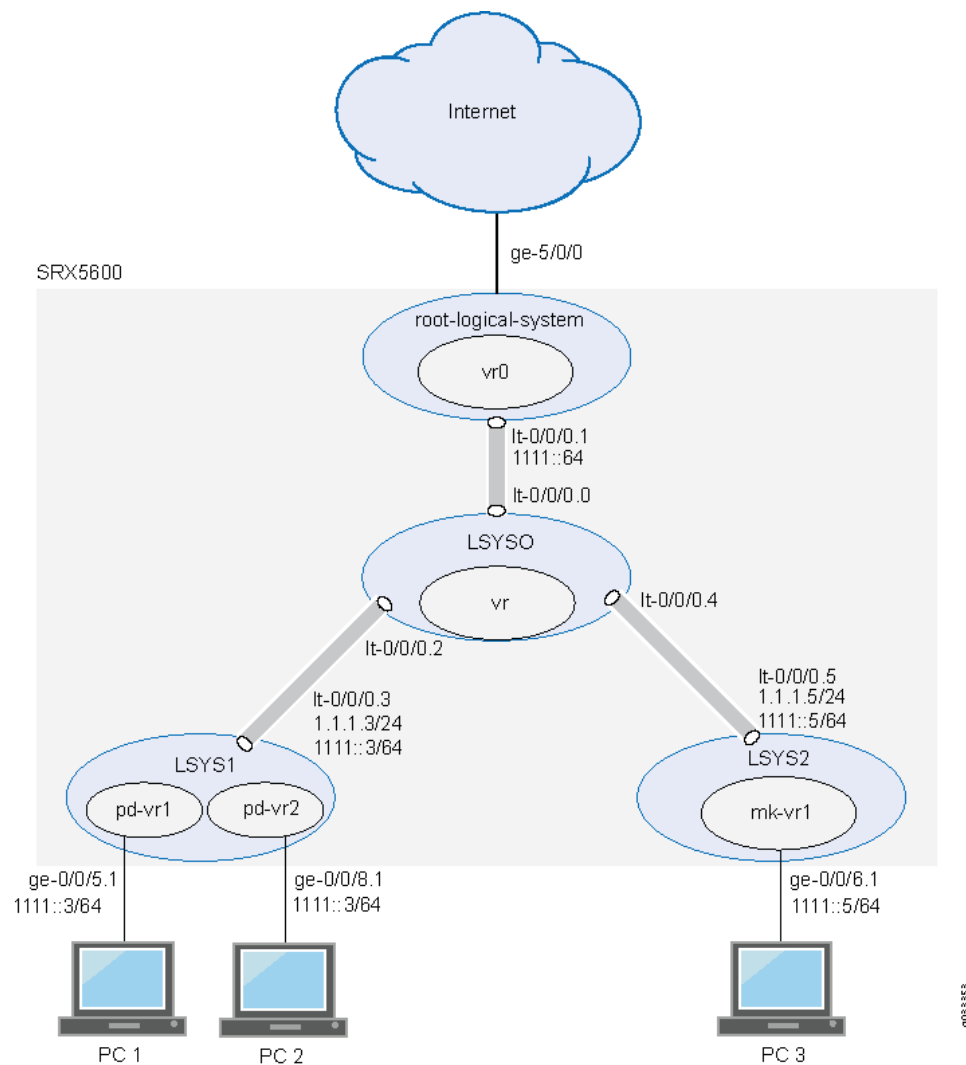 Internet
ge-5/0/0
SRX5600
root-logical-system
vr0
lt-0/0/0.1
1111::64
lt-0/0/0.0
LSYSO
vr
lt-0/0/0.4
lt-0/0/0.2
lt-0/0/0.3
1.1.1.3/24
1111::3/64
lt-0/0/0.5
1.1.1.5/24
1111::5/64
LSYS1
pd-vr1
pd-vr2
LSYS2
mk-vr1
ge-0/0/5.1
1111::3/64
ge-0/0/8.1
1111::3/64
ge-0/0/6.1
1111::5/64
PC 1
PC 2
PC 3